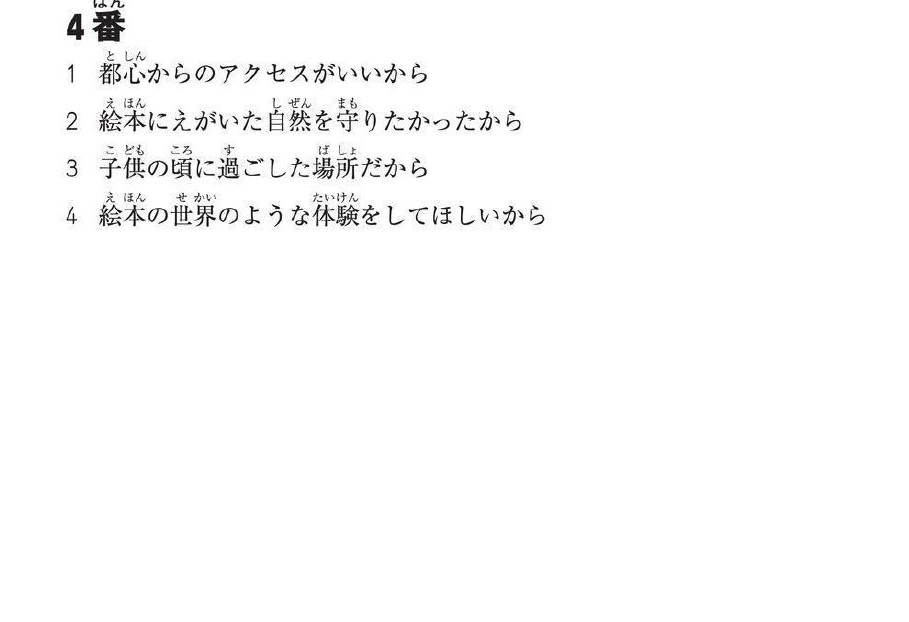 4番
1 都心からのアクセスがいいから
2 絵本にえがいた自然を守りたかったから
3 子供の頃に過ごした場所だから
4 絵本の世界のような体験をしてほしいから